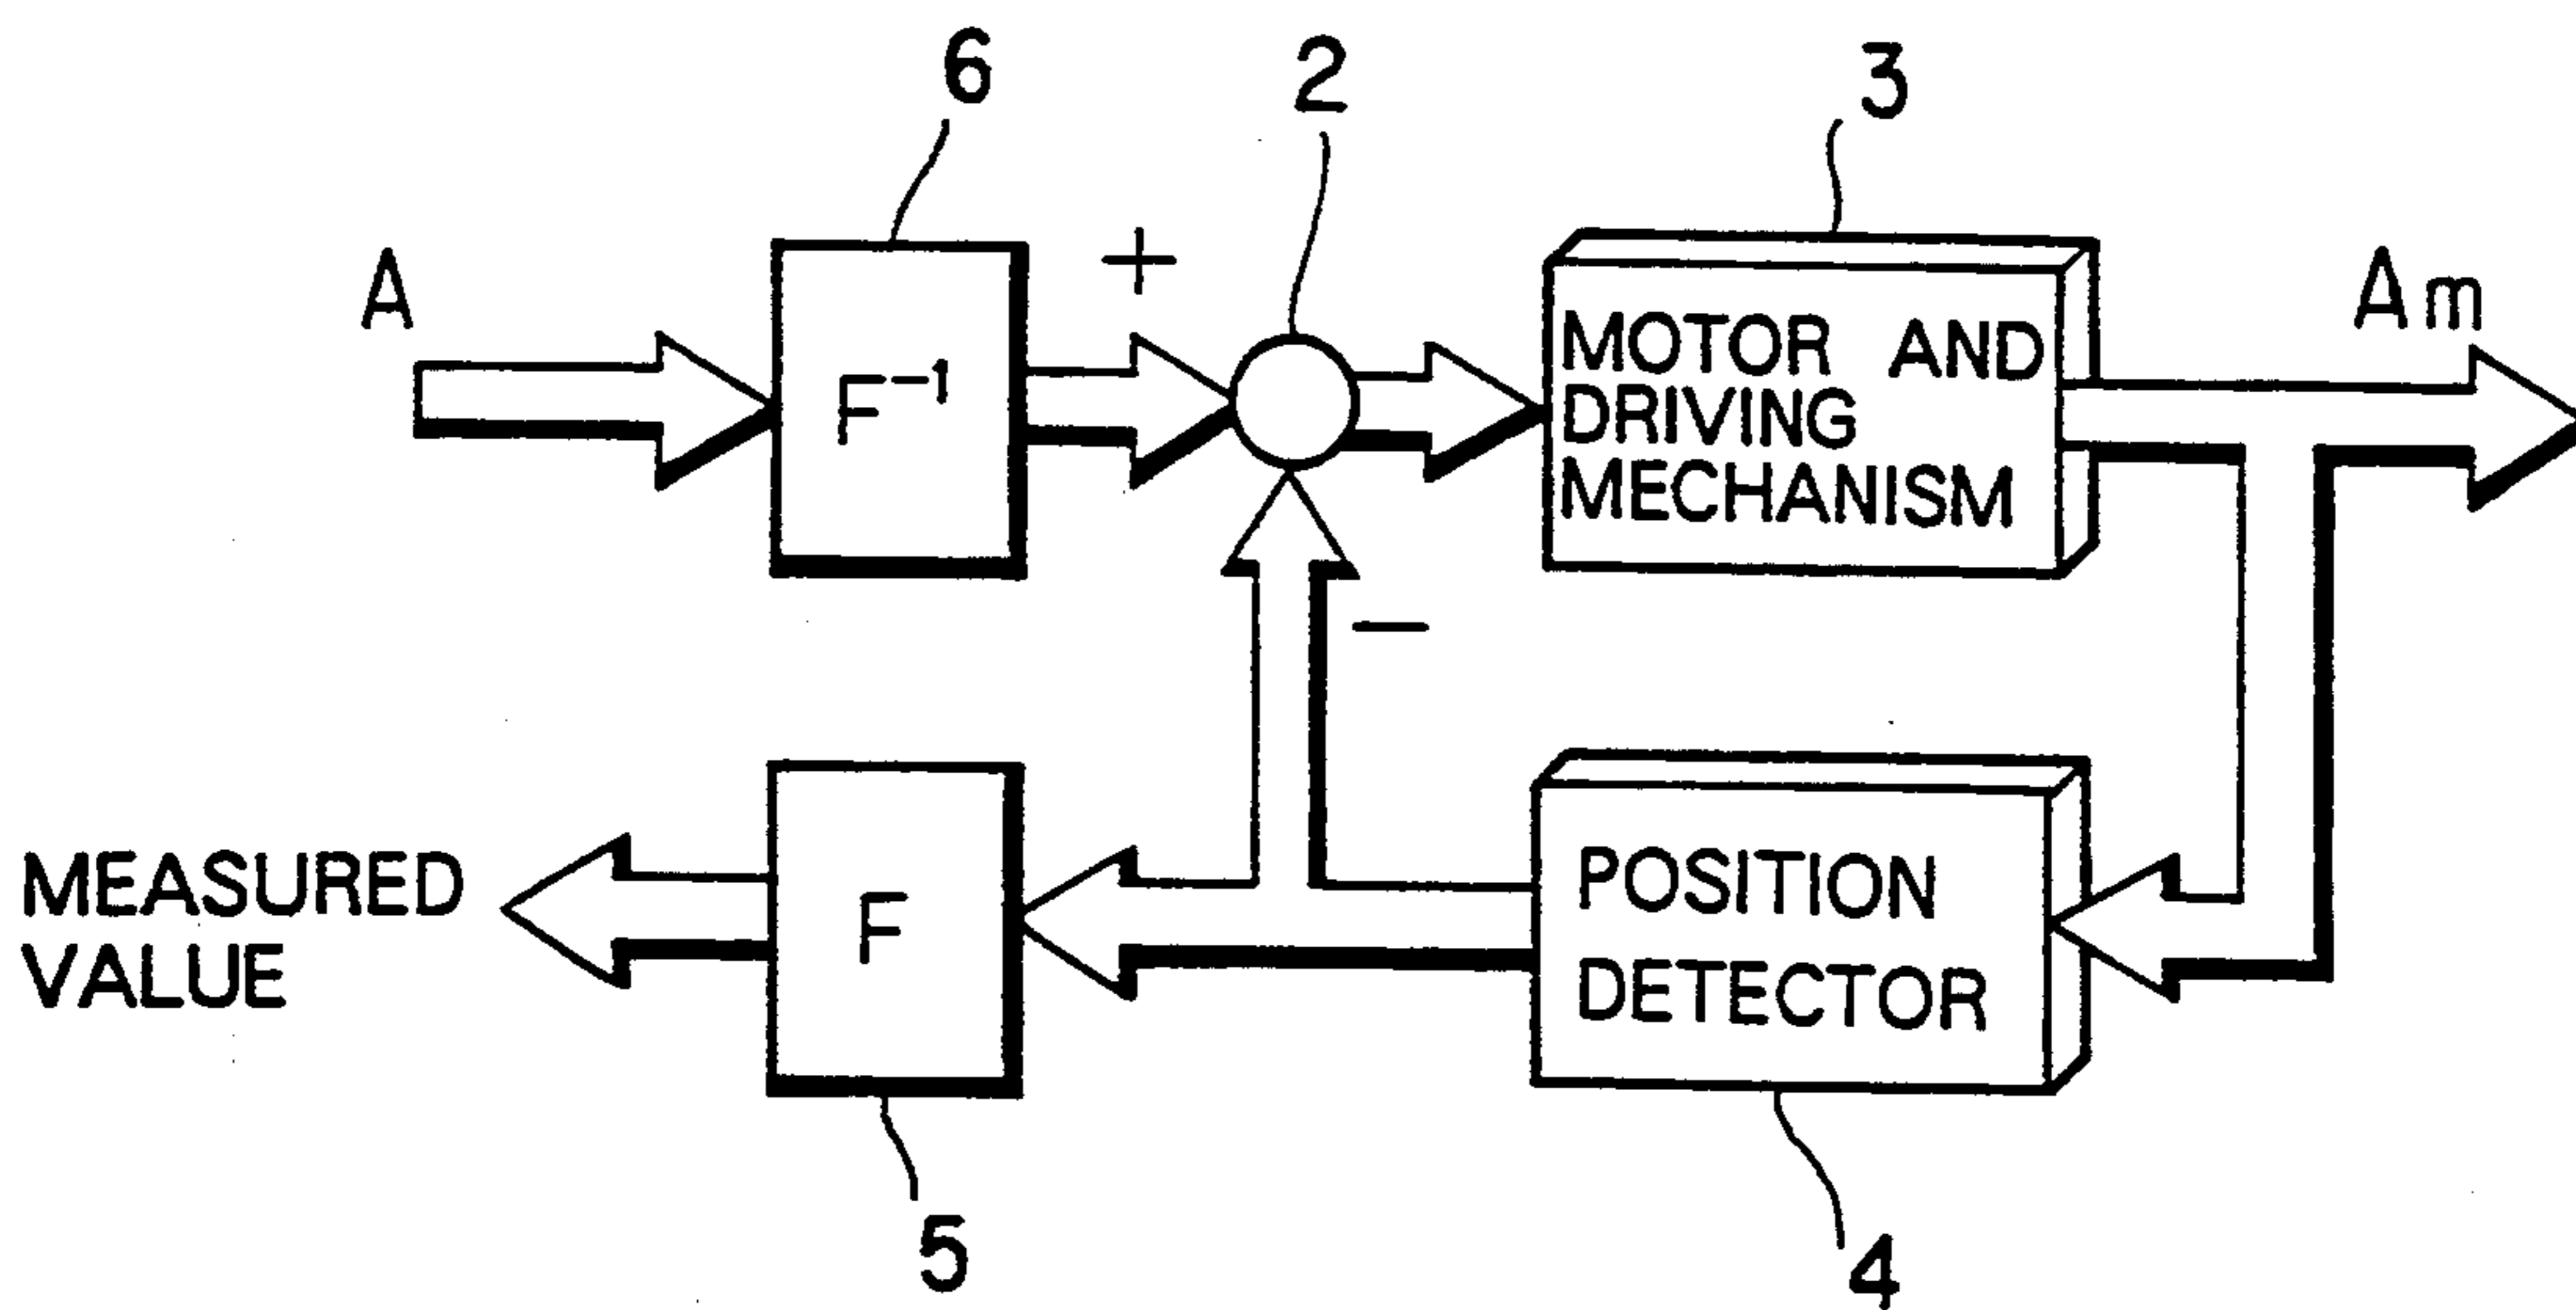 6
2
3
A
+
Am
F⁻¹
MOTOR AND
DRIVING
MECHANISM
−
MEASURED
VALUE
F
POSITION
DETECTOR
5
4